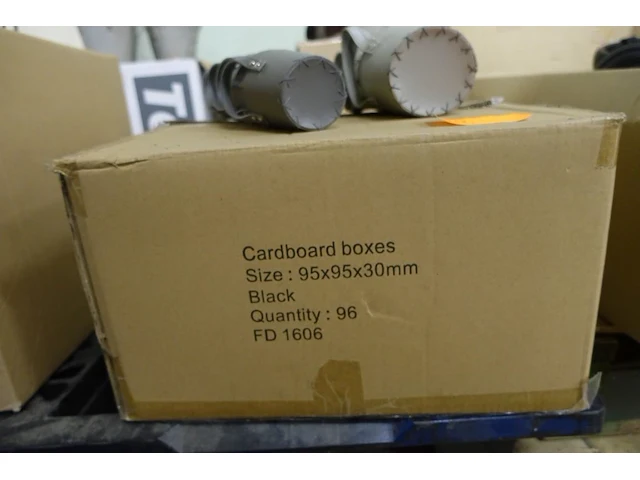 Cardboard boxes
Size : 95x95x30mm
Black
Quantity : 96
FD 1606